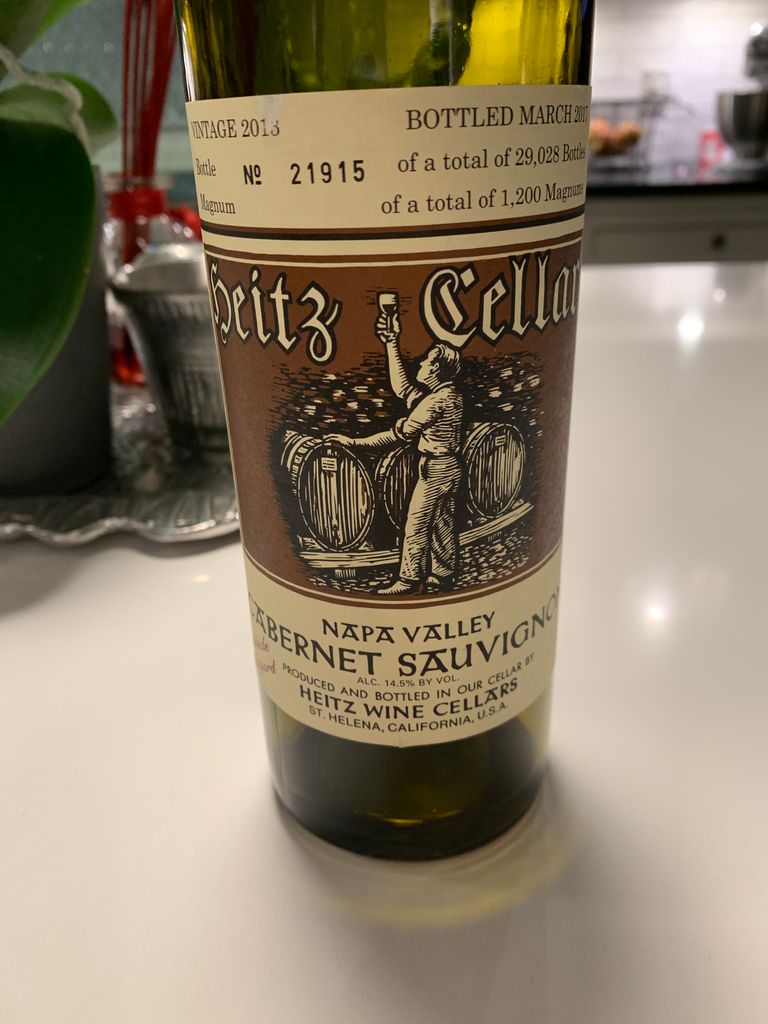 VINTAGE 2013
BOTTLED MARCH 2017
Bottle
Nº 21915
of a total of 29,028 Bottles
Magnum
of a total of 1,200 Magnums
Heitz Cellar
NAPA VALLEY
CABERNET SAUVIGNON
ALC. 14.5% BY VOL.
PRODUCED AND BOTTLED IN OUR CELLAR BY
HEITZ WINE CELLARS
ST. HELENA, CALIFORNIA, U.S.A.